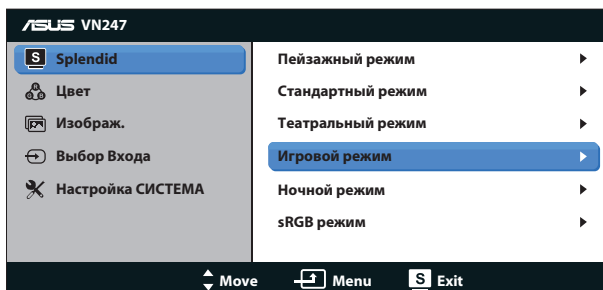 ASUS VN247
S Splendid
Цвет
Изображ.
Выбор Входа
Настройка СИСТЕМА
Пейзажный режим
Стандартный режим
Театральный режим
Игровой режим
Ночной режим
sRGB режим
Move Menu S Exit